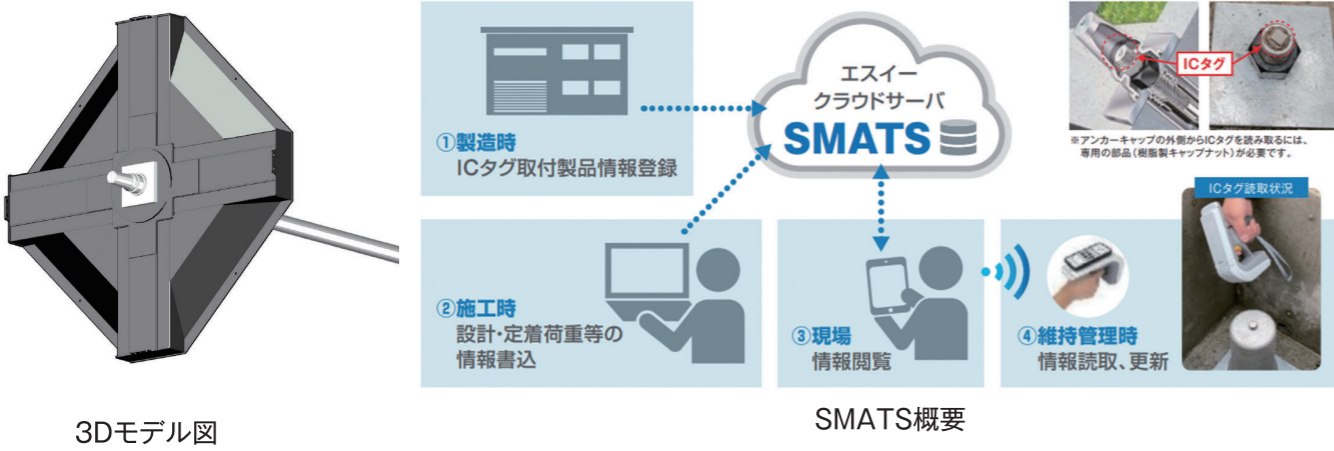 エスイー
クラウドサーバ
SMATS
ICタグ
※アンカーキャップの外側からICタグを読み取るには、
専用の部品(樹脂製キャップナット)が必要です。
①製造時
ICタグ取付製品情報登録
ICタグ読取状況
②施工時
設計・定着荷重等の
情報書込
③現場
情報閲覧
④維持管理時
情報読取、更新
3Dモデル図
SMATS概要